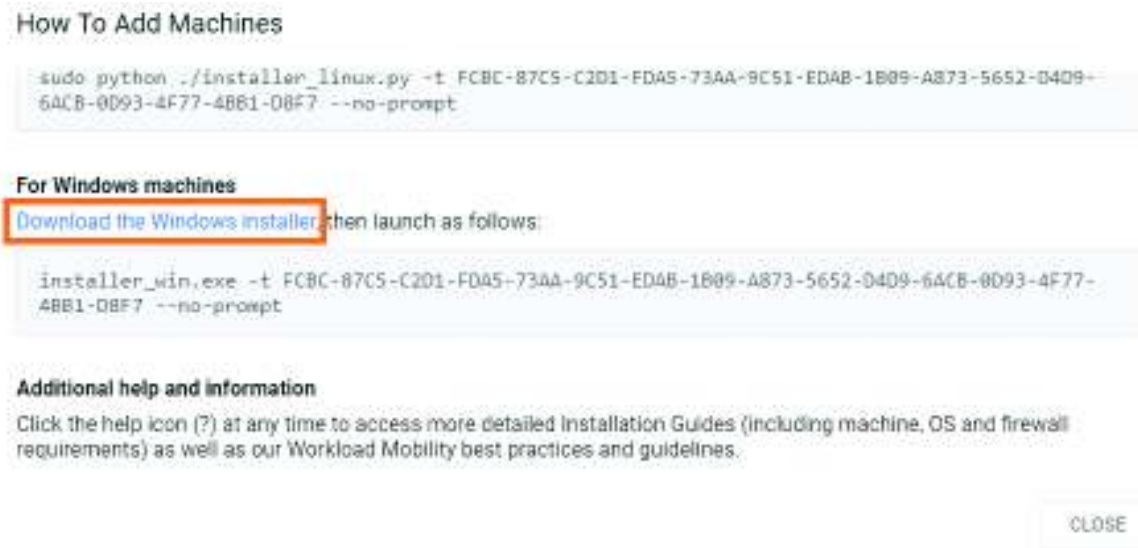 How To Add Machines
sudo python ./installer_linux.py -t FCBC-87C5-C2D1-FDA5-73AA-9C51-EDAB-1B09-A873-5652-D4D9-
6ACB-0D93-4F77-4BB1-D8F7 --no-prompt
For Windows machines
Download the Windows installer, then launch as follows:
installer_win.exe -t FCBC-87C5-C2D1-FDA5-73AA-9C51-EDAB-1B09-A873-5652-D4D9-6ACB-0D93-4F77-
4BB1-D8F7 --no-prompt
Additional help and information
Click the help icon (?) at any time to access more detailed Installation Guides (including machine, OS and firewall
requirements) as well as our Workload Mobility best practices and guidelines.
CLOSE